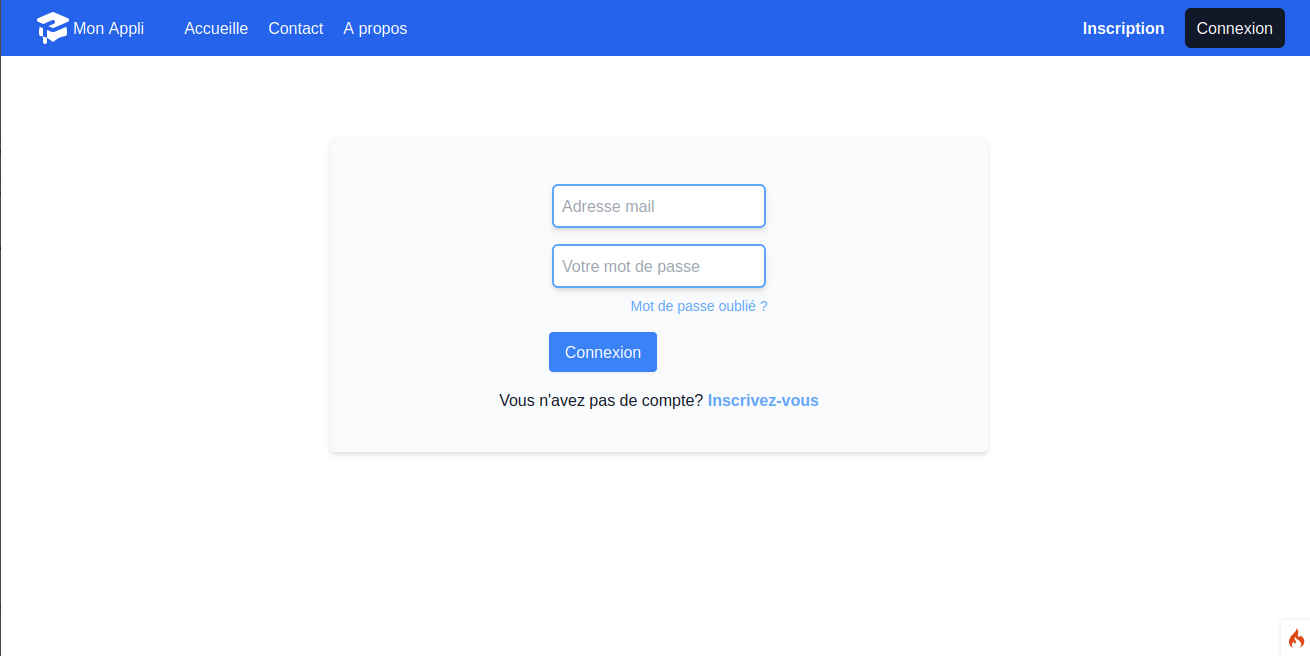 Mon Appli Accueille Contact A propos Inscription Connexion
Adresse mail
Votre mot de passe
Mot de passe oublié ?
Connexion
Vous n'avez pas de compte? Inscrivez-vous